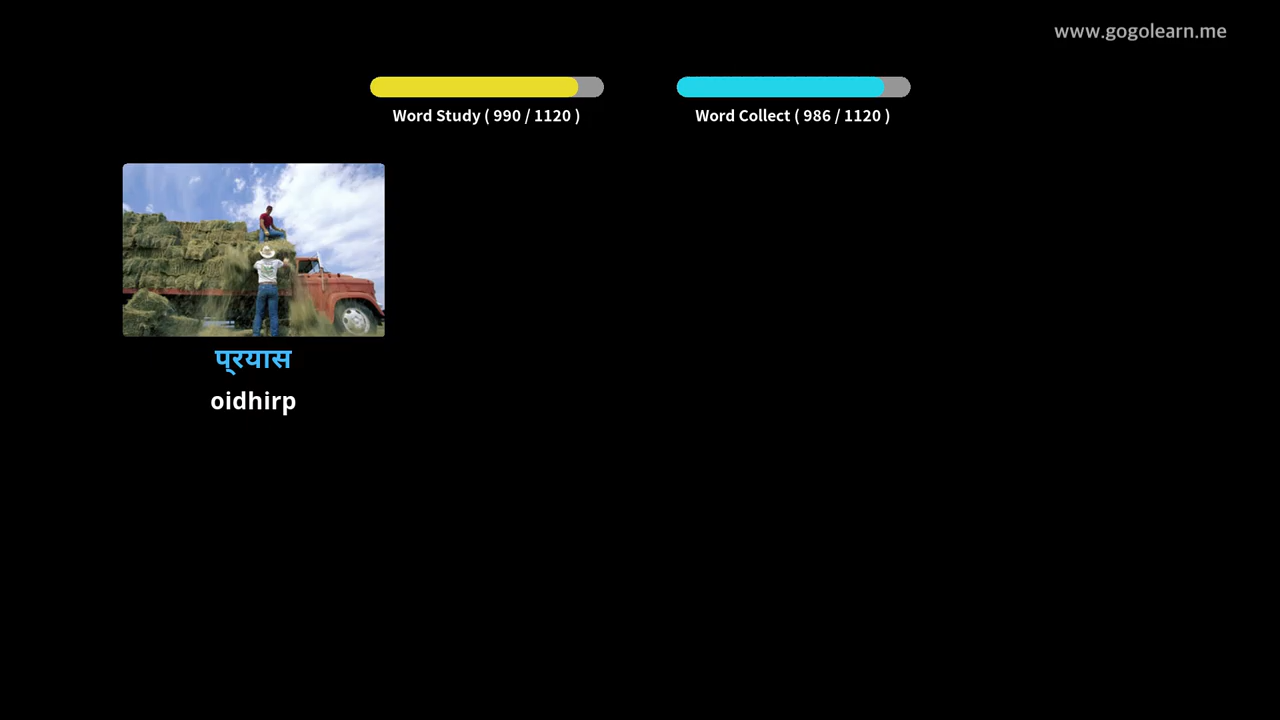 www.gogolearn.me
Word Study ( 990 / 1120 )
Word Collect ( 986 / 1120 )
प्रयास
oidhirp